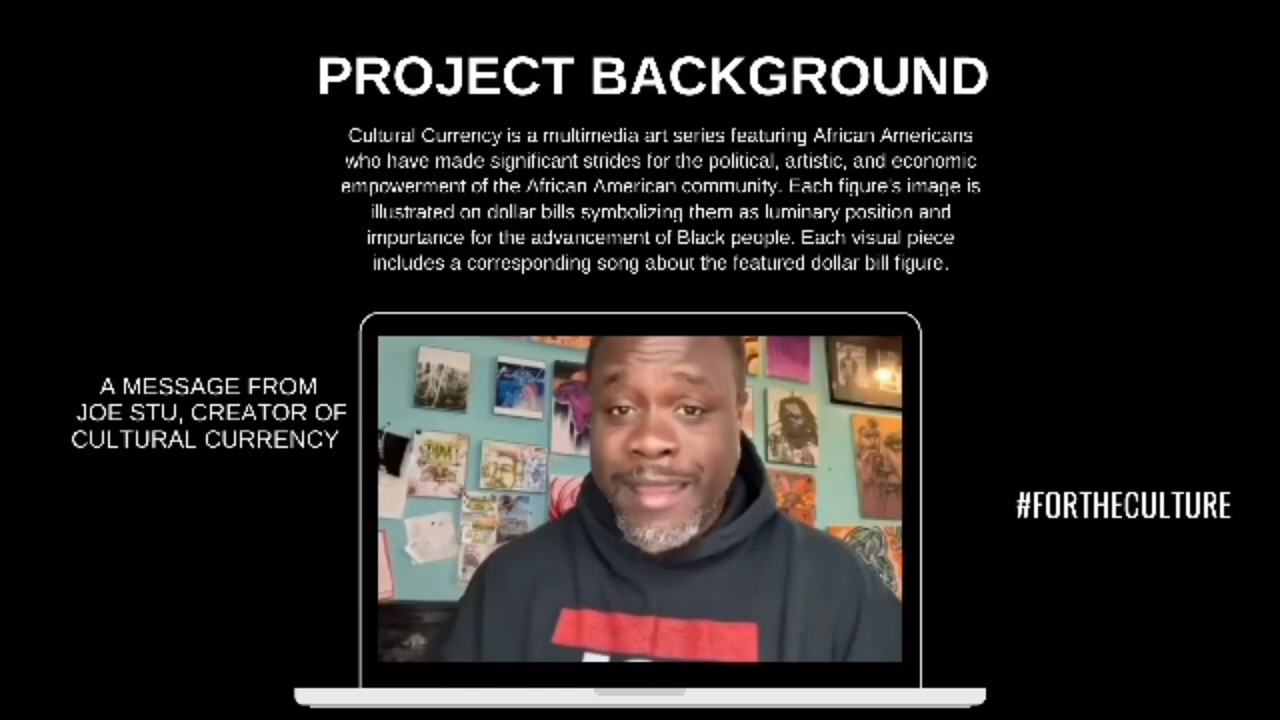 PROJECT BACKGROUND
Cultural Currency is a multimedia art series featuring African Americans
who have made significant strides for the political, artistic, and economic
empowerment of the African American community. Each figure's image is
illustrated on dollar bills symbolizing them as luminary position and
importance for the advancement of Black people. Each visual piece
includes a corresponding song about the featured dollar bill figure.
A MESSAGE FROM
JOE STU, CREATOR OF
CULTURAL CURRENCY
#FORTHECULTURE